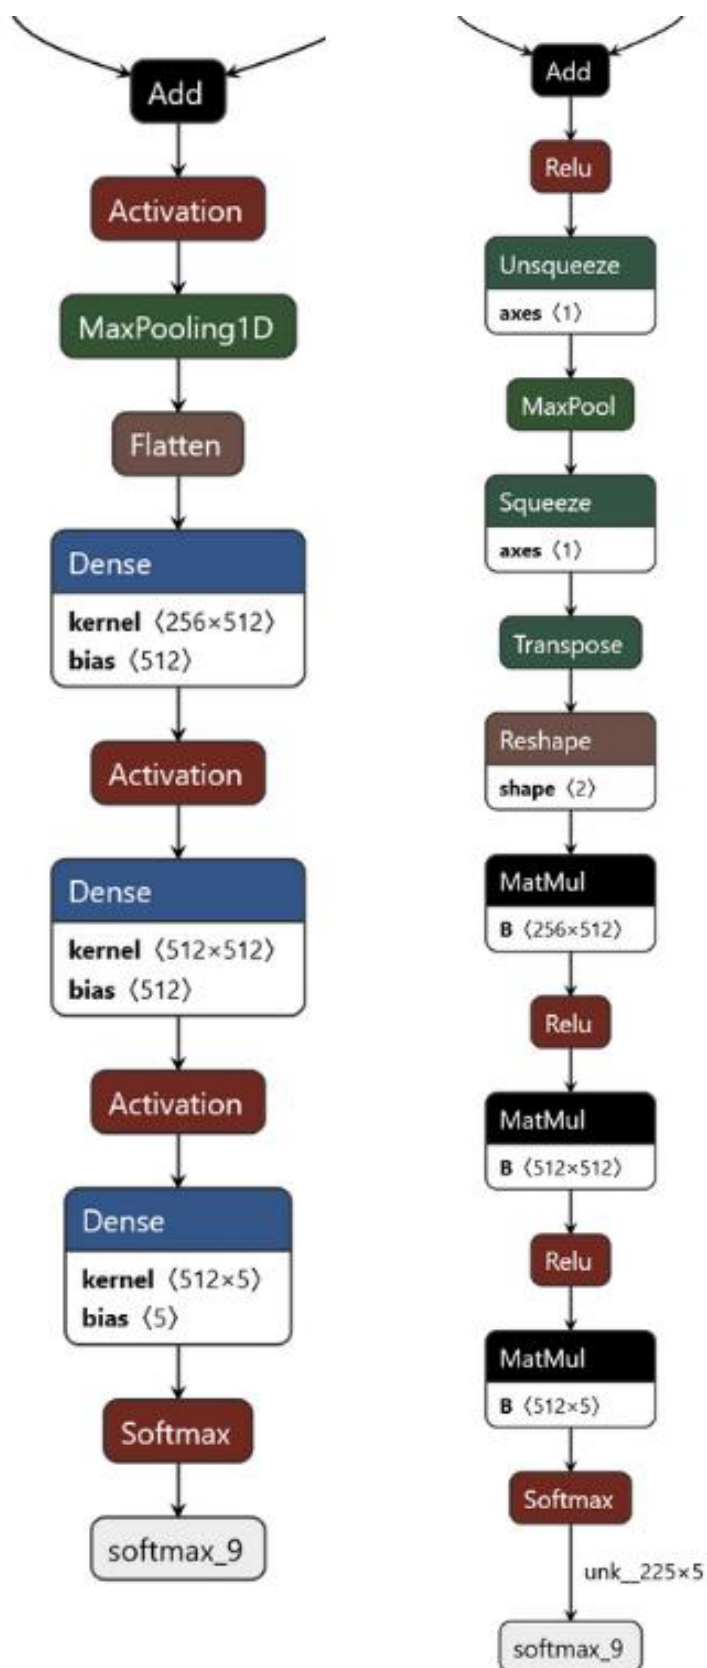 Add
Activation
MaxPooling1D
Flatten
Dense
kernel 〈256×512〉
bias 〈512〉
Activation
Dense
kernel 〈512×512〉
bias 〈512〉
Activation
Dense
kernel 〈512×5〉
bias 〈5〉
Softmax
softmax_9
Add
Relu
Unsqueeze
axes 〈1〉
MaxPool
Squeeze
axes 〈1〉
Transpose
Reshape
shape 〈2〉
MatMul
B 〈256×512〉
Relu
MatMul
B 〈512×512〉
Relu
MatMul
B 〈512×5〉
Softmax
unk__225×5
softmax_9